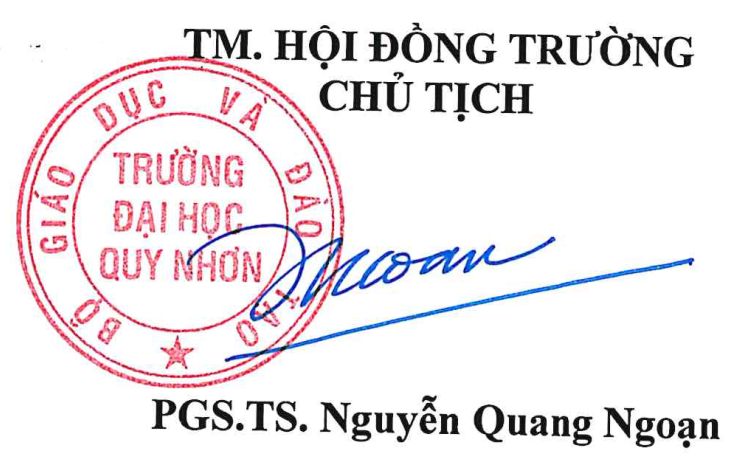 TM. HỘI ĐỒNG TRƯỜNG
CHỦ TỊCH
BỘ GIÁO DỤC VÀ ĐÀO TẠO
TRƯỜNG
ĐẠI HỌC
QUY NHƠN
Ngoan
PGS.TS. Nguyễn Quang Ngoạn